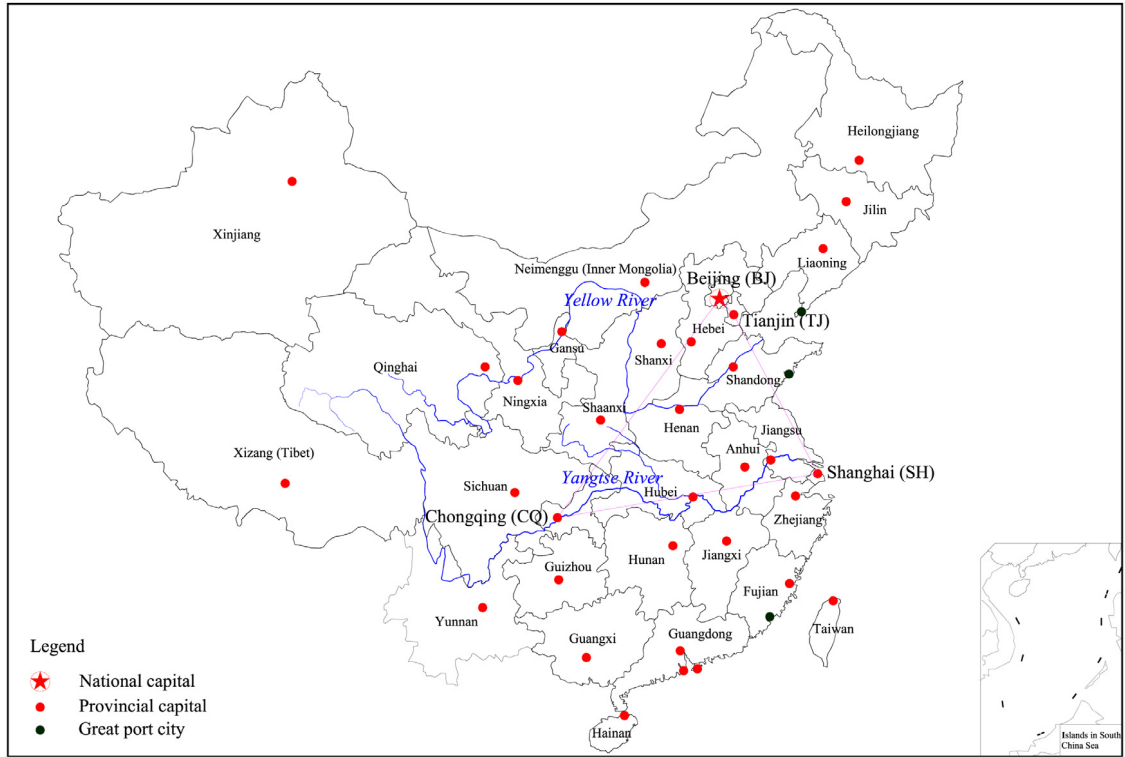 Heilongjiang
Jilin
Xinjiang
Liaoning
Neimenggu (Inner Mongolia)
Beijing (BJ)
Yellow River
Tianjin (TJ)
Hebei
Gansu
Shanxi
Qinghai
Shandong
Ningxia
Shaanxi
Henan
Jiangsu
Anhui
Xizang (Tibet)
Yangtse River
Shanghai (SH)
Sichuan
Hubei
Zhejiang
Chongqing (CQ)
Jiangxi
Hunan
Guizhou
Fujian
Yunnan
Taiwan
Guangxi
Guangdong
Hainan
Legend
National capital
Provincial capital
Great port city
Islands in South
China Sea